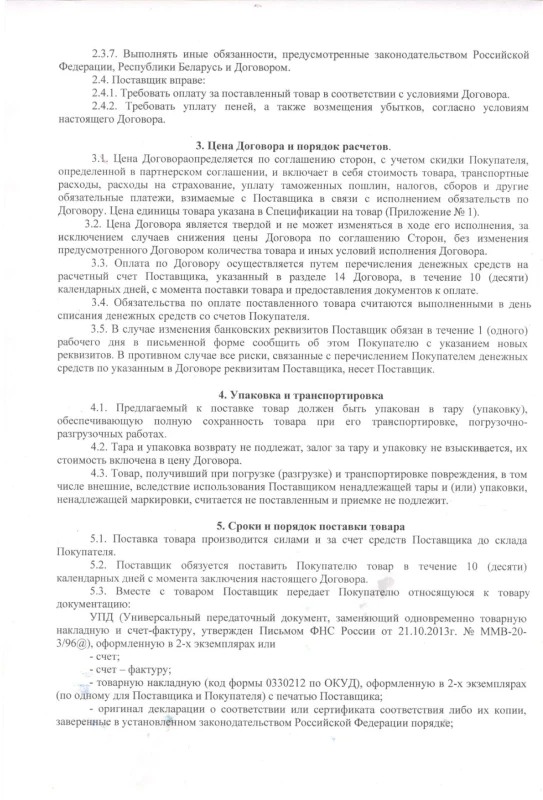 2.3.7. Выполнять иные обязанности, предусмотренные законодательством Российской
Федерации, Республики Беларусь и Договором.
2.4. Поставщик вправе:
2.4.1. Требовать оплату за поставленный товар в соответствии с условиями Договора.
2.4.2. Требовать уплату пеней, а также возмещения убытков, согласно условиям
настоящего Договора.
3. Цена Договора и порядок расчетов.
3.1. Цена Договораопределяется по соглашению сторон, с учетом скидки Покупателя,
определенной в партнерском соглашении, и включает в себя стоимость товара, транспортные
расходы, расходы на страхование, уплату таможенных пошлин, налогов, сборов и другие
обязательные платежи, взимаемые с Поставщика в связи с исполнением обязательств по
Договору. Цена единицы товара указана в Спецификации на товар (Приложение № 1).
3.2. Цена Договора является твердой и не может изменяться в ходе его исполнения, за
исключением случаев снижения цены Договора по соглашению Сторон, без изменения
предусмотренного Договором количества товара и иных условий исполнения Договора.
3.3. Оплата по Договору осуществляется путем перечисления денежных средств на
расчетный счет Поставщика, указанный в разделе 14 Договора, в течение 10 (десяти)
календарных дней, с момента поставки товара и предоставления документов к оплате.
3.4. Обязательства по оплате поставленного товара считаются выполненными в день
списания денежных средств со счетов Покупателя.
3.5. В случае изменения банковских реквизитов Поставщик обязан в течение 1 (одного)
рабочего дня в письменной форме сообщить об этом Покупателю с указанием новых
реквизитов. В противном случае все риски, связанные с перечислением Покупателем денежных
средств по указанным в Договоре реквизитам Поставщика, несет Поставщик.
4. Упаковка и транспортировка
4.1. Предлагаемый к поставке товар должен быть упакован в тару (упаковку),
обеспечивающую полную сохранность товара при его транспортировке, погрузочно-
разгрузочных работах.
4.2. Тара и упаковка возврату не подлежат, залог за тару и упаковку не взыскивается, их
стоимость включена в цену Договора.
4.3. Товар, получивший при погрузке (разгрузке) и транспортировке повреждения, в том
числе внешние, вследствие использования Поставщиком ненадлежащей тары и (или) упаковки,
ненадлежащей маркировки, считается не поставленным и приемке не подлежит.
5. Сроки и порядок поставки товара
5.1. Поставка товара производится силами и за счет средств Поставщика до склада
Покупателя.
5.2. Поставщик обязуется поставить Покупателю товар в течение 10 (десяти)
календарных дней с момента заключения настоящего Договора.
5.3. Вместе с товаром Поставщик передает Покупателю относящуюся к товару
документацию:
УПД (Универсальный передаточный документ, заменяющий одновременно товарную
накладную и счет-фактуру, утвержден Письмом ФНС России от 21.10.2013г. № ММВ-20-
3/96@), оформленную в 2-х экземплярах или
- счет;
- счет – фактуру;
- товарную накладную (код формы 0330212 по ОКУД), оформленную в 2-х экземплярах
(по одному для Поставщика и Покупателя) с печатью Поставщика;
- оригинал декларации о соответствии или сертификата соответствия либо их копии,
заверенные в установленном законодательством Российской Федерации порядке;